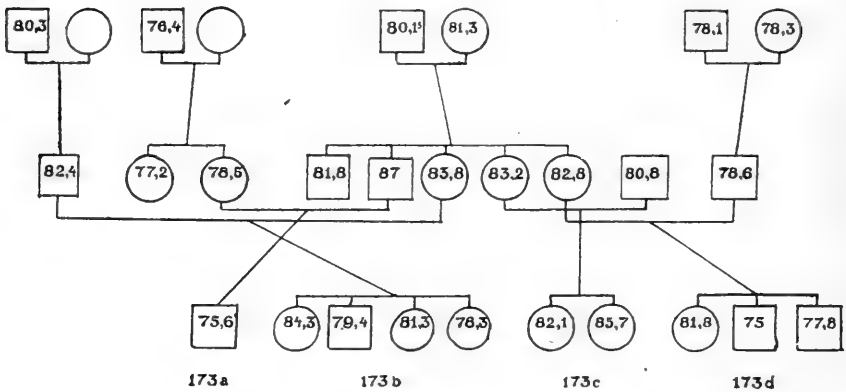 80,3 76,4 80,1⁵ 81,3 78,1 78,3
82,4 77,2 78,5 81,8 87 83,8 83,2 82,8 80,8 78,6
75,6 84,3 79,4 81,3 78,3 82,1 85,7 81,8 75 77,8
173a 173b 173c 173d